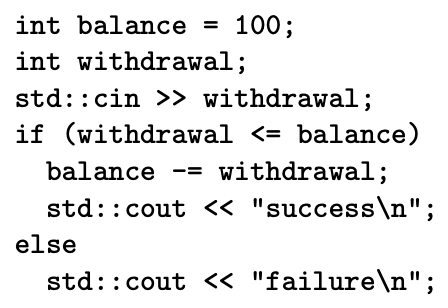 int balance = 100;
int withdrawal;
std::cin >> withdrawal;
if (withdrawal <= balance)
  balance -= withdrawal;
  std::cout << "success\n";
else
  std::cout << "failure\n";